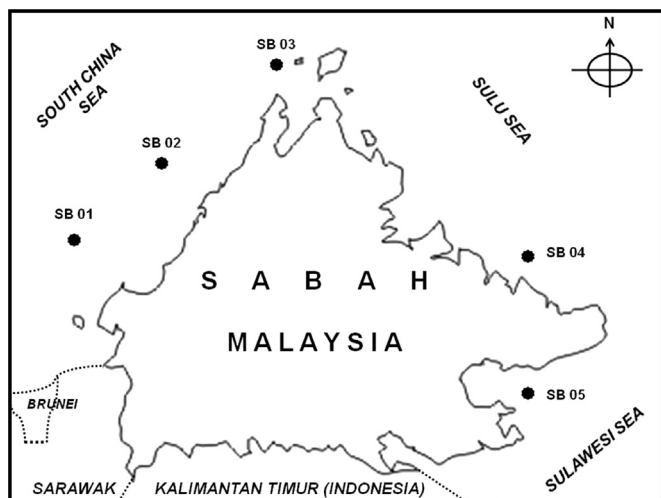 SB 03
N
SOUTH CHINA
SEA
SULU SEA
SB 02
SB 01
SB 04
S A B A H
MALAYSIA
BRUNEI
SB 05
SULAWESI SEA
SARAWAK
KALIMANTAN TIMUR (INDONESIA)